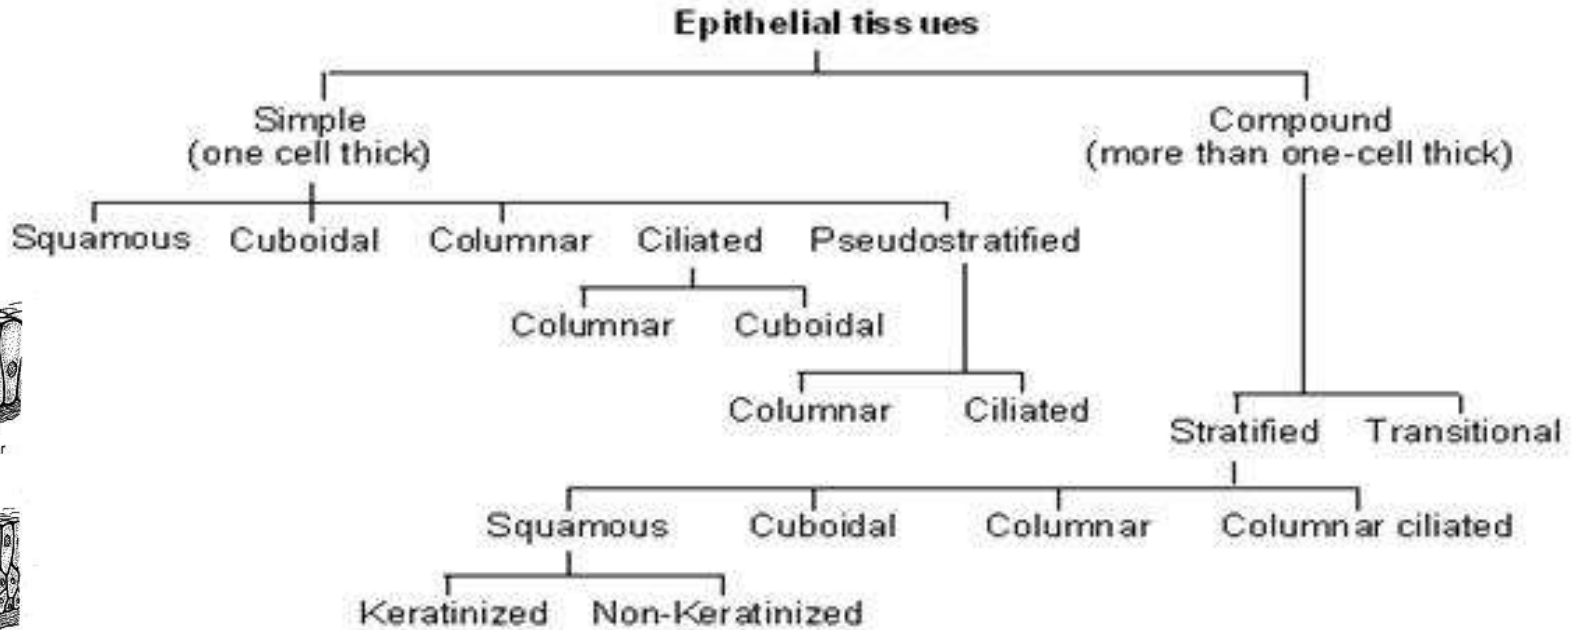 Epithelial tissues
Simple
(one cell thick)
Compound
(more than one-cell thick)
Squamous Cuboidal Columnar Ciliated Pseudostratified
Columnar Cuboidal
Columnar Ciliated
Stratified Transitional
r
Squamous Cuboidal Columnar Columnar ciliated
Keratinized Non-Keratinized